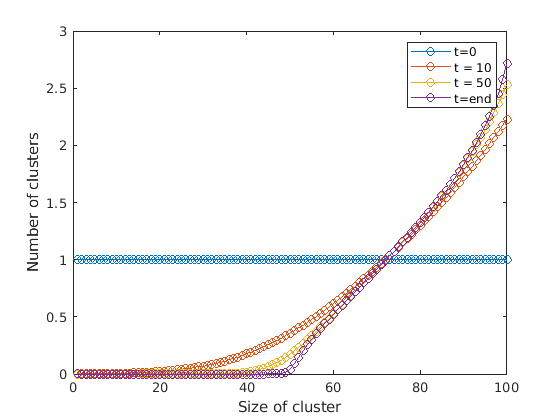 3
2.5
2
1.5
1
0.5
0
0 20 40 60 80 100
Number of clusters
Size of cluster
t=0
t = 10
t = 50
t=end